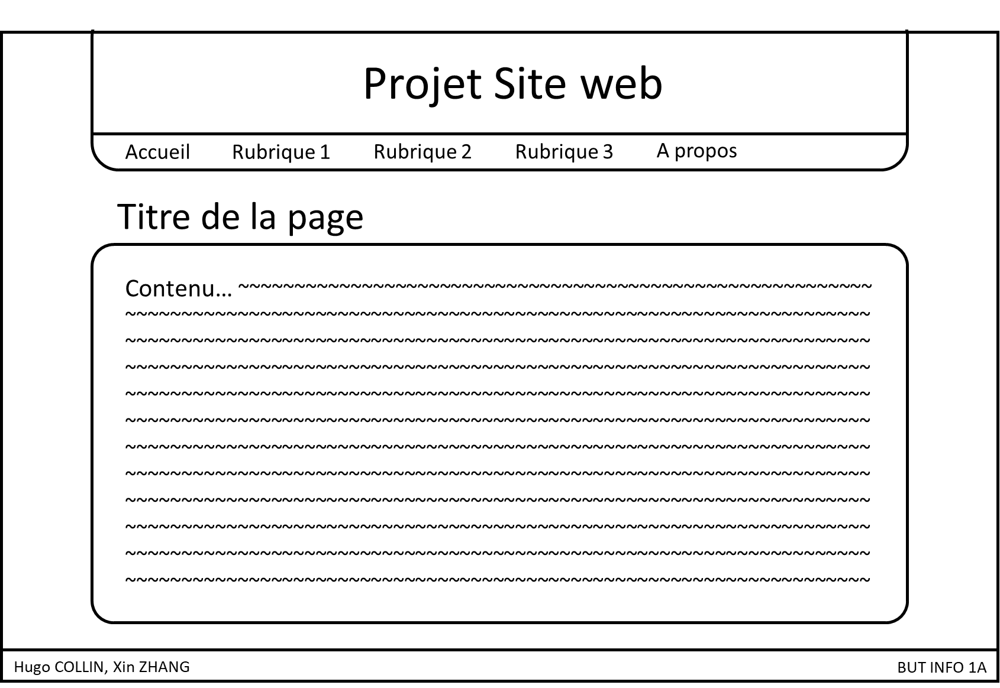 Projet Site web
Accueil Rubrique 1 Rubrique 2 Rubrique 3 A propos
Titre de la page
Contenu... ~~~~~~~~~~~~~~~~~~~~~~~~~~~~~~~~~~~~~~~~~~~~~~~~~~~~~~~~~
~~~~~~~~~~~~~~~~~~~~~~~~~~~~~~~~~~~~~~~~~~~~~~~~~~~~~~~~~~~~~~~~~~~
~~~~~~~~~~~~~~~~~~~~~~~~~~~~~~~~~~~~~~~~~~~~~~~~~~~~~~~~~~~~~~~~~~~
~~~~~~~~~~~~~~~~~~~~~~~~~~~~~~~~~~~~~~~~~~~~~~~~~~~~~~~~~~~~~~~~~~~
~~~~~~~~~~~~~~~~~~~~~~~~~~~~~~~~~~~~~~~~~~~~~~~~~~~~~~~~~~~~~~~~~~~
~~~~~~~~~~~~~~~~~~~~~~~~~~~~~~~~~~~~~~~~~~~~~~~~~~~~~~~~~~~~~~~~~~~
~~~~~~~~~~~~~~~~~~~~~~~~~~~~~~~~~~~~~~~~~~~~~~~~~~~~~~~~~~~~~~~~~~~
~~~~~~~~~~~~~~~~~~~~~~~~~~~~~~~~~~~~~~~~~~~~~~~~~~~~~~~~~~~~~~~~~~~
~~~~~~~~~~~~~~~~~~~~~~~~~~~~~~~~~~~~~~~~~~~~~~~~~~~~~~~~~~~~~~~~~~~
~~~~~~~~~~~~~~~~~~~~~~~~~~~~~~~~~~~~~~~~~~~~~~~~~~~~~~~~~~~~~~~~~~~
~~~~~~~~~~~~~~~~~~~~~~~~~~~~~~~~~~~~~~~~~~~~~~~~~~~~~~~~~~~~~~~~~~~
~~~~~~~~~~~~~~~~~~~~~~~~~~~~~~~~~~~~~~~~~~~~~~~~~~~~~~~~~~~~~~~~~~~
Hugo COLLIN, Xin ZHANG BUT INFO 1A